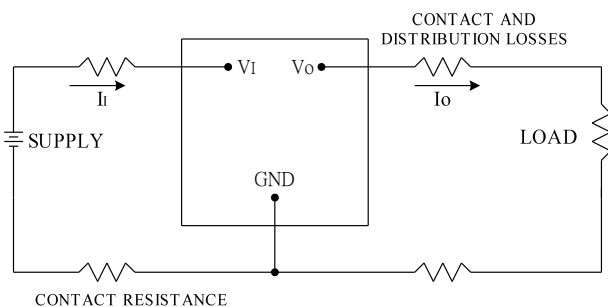 CONTACT AND
DISTRIBUTION LOSSES
VI
VO
II
IO
SUPPLY
LOAD
GND
CONTACT RESISTANCE